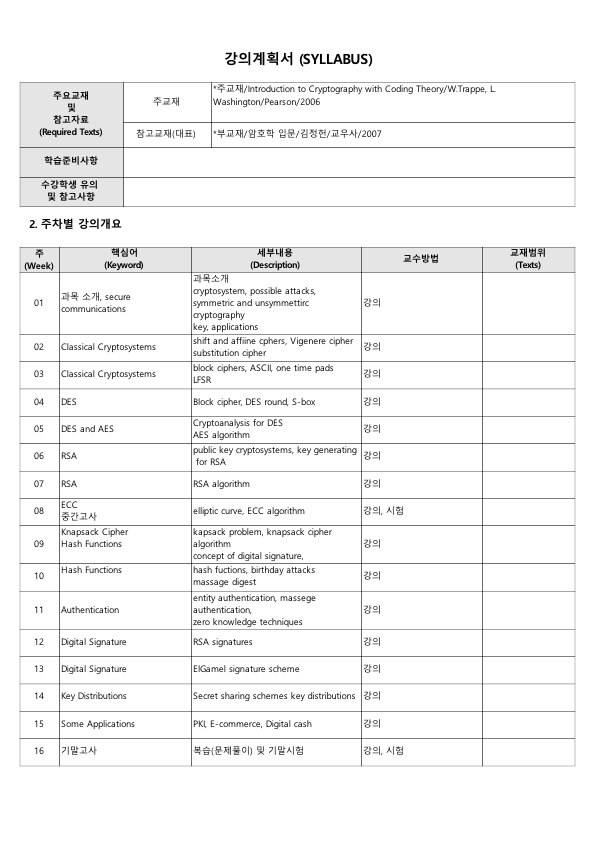 강의계획서 (SYLLABUS)
주요교재
및
참고자료
(Required Texts)
주교재
*주교재/Introduction to Cryptography with Coding Theory/W.Trappe, L.
Washington/Pearson/2006
참고교재(대표)
*부교재/암호학 입문/김정헌/교우사/2007
학습준비사항
수강학생 유의
및 참고사항
2. 주차별 강의개요
주
(Week)
핵심어
(Keyword)
세부내용
(Description)
교수방법
교재범위
(Texts)
01
과목 소개, secure
communications
과목소개
cryptosystem, possible attacks,
symmetric and unsymmettirc
cryptography
key, applications
강의
02
Classical Cryptosystems
shift and affiine cphers, Vigenere cipher
substitution cipher
강의
03
Classical Cryptosystems
block ciphers, ASCII, one time pads
LFSR
강의
04
DES
Block cipher, DES round, S-box
강의
05
DES and AES
Cryptoanalysis for DES
AES algorithm
강의
06
RSA
public key cryptosystems, key generating
for RSA
강의
07
RSA
RSA algorithm
강의
08
ECC
중간고사
elliptic curve, ECC algorithm
강의, 시험
09
Knapsack Cipher
Hash Functions
kapsack problem, knapsack cipher
algorithm
concept of digital signature,
강의
10
Hash Functions
hash fuctions, birthday attacks
massage digest
강의
11
Authentication
entity authentication, massege
authentication,
zero knowledge techniques
강의
12
Digital Signature
RSA signatures
강의
13
Digital Signature
ElGamel signature scheme
강의
14
Key Distributions
Secret sharing schemes key distributions
강의
15
Some Applications
PKI, E-commerce, Digital cash
강의
16
기말고사
복습(문제풀이) 및 기말시험
강의, 시험